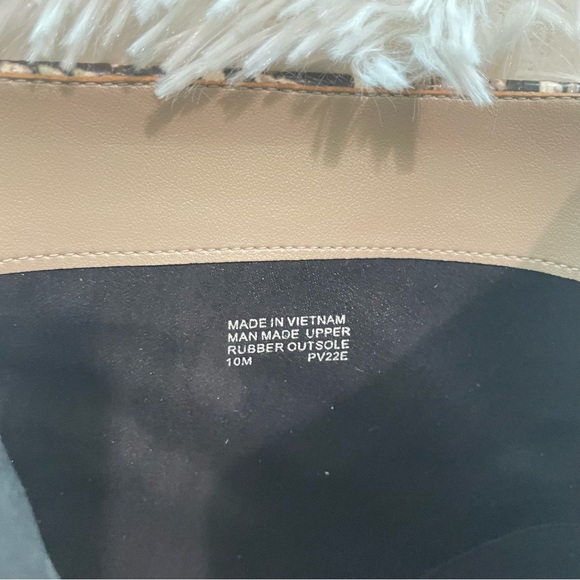 MADE IN VIETNAM
MAN MADE UPPER
RUBBER OUTSOLE
10M PV22E